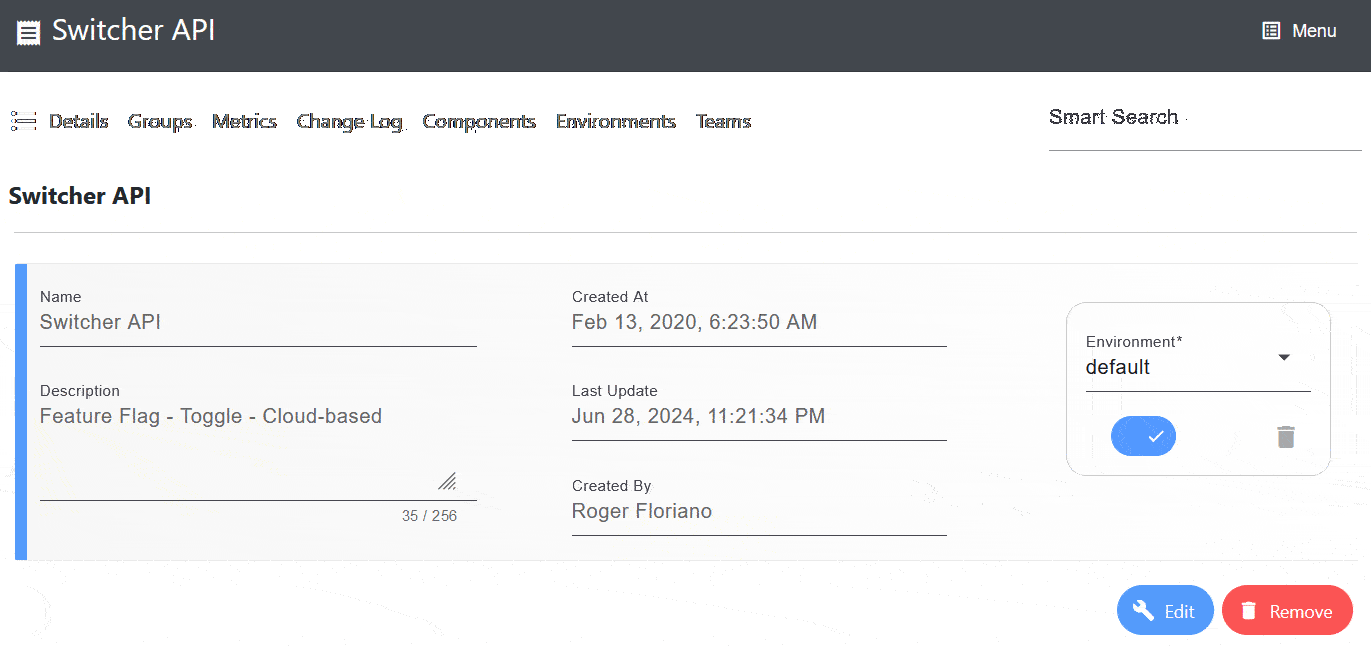 Switcher API
Menu
Details Groups Metrics Change Log Components Environments Teams
Smart Search
Switcher API
Name
Switcher API
Created At
Feb 13, 2020, 6:23:50 AM
Environment*
default
Description
Feature Flag - Toggle - Cloud-based
35 / 256
Last Update
Jun 28, 2024, 11:21:34 PM
Created By
Roger Floriano
Edit
Remove